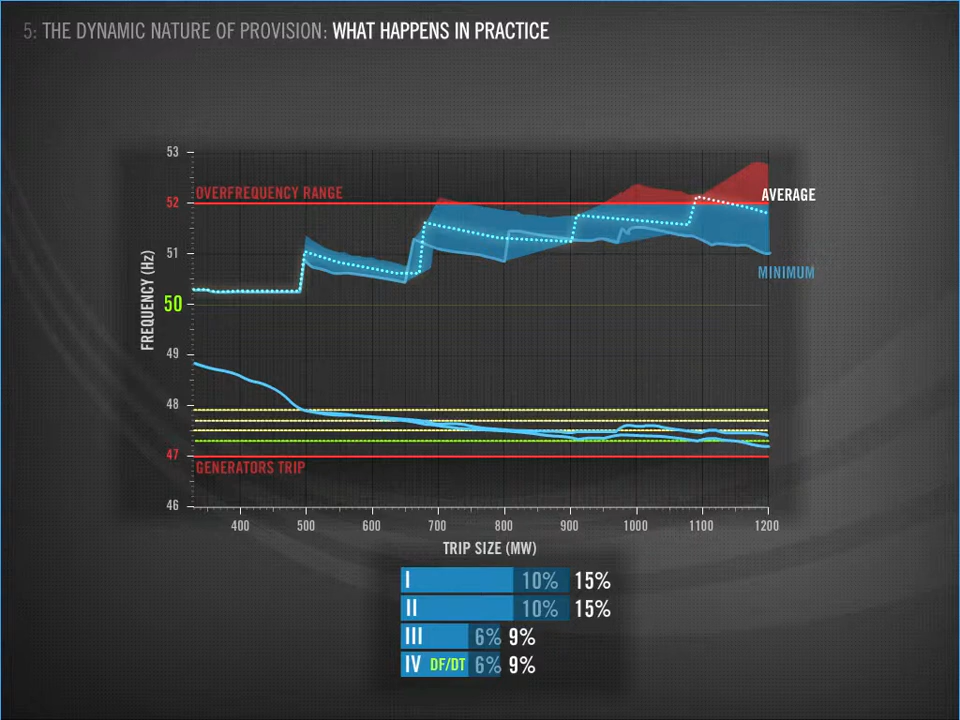 5: THE DYNAMIC NATURE OF PROVISION: WHAT HAPPENS IN PRACTICE
53
OVERFREQUENCY RANGE
AVERAGE
52
51
MINIMUM
50
FREQUENCY (Hz)
49
48
47
GENERATORS TRIP
46
400 500 600 700 800 900 1000 1100 1200
TRIP SIZE (MW)
I 10% 15%
II 10% 15%
III 6% 9%
IV DF/DT 6% 9%